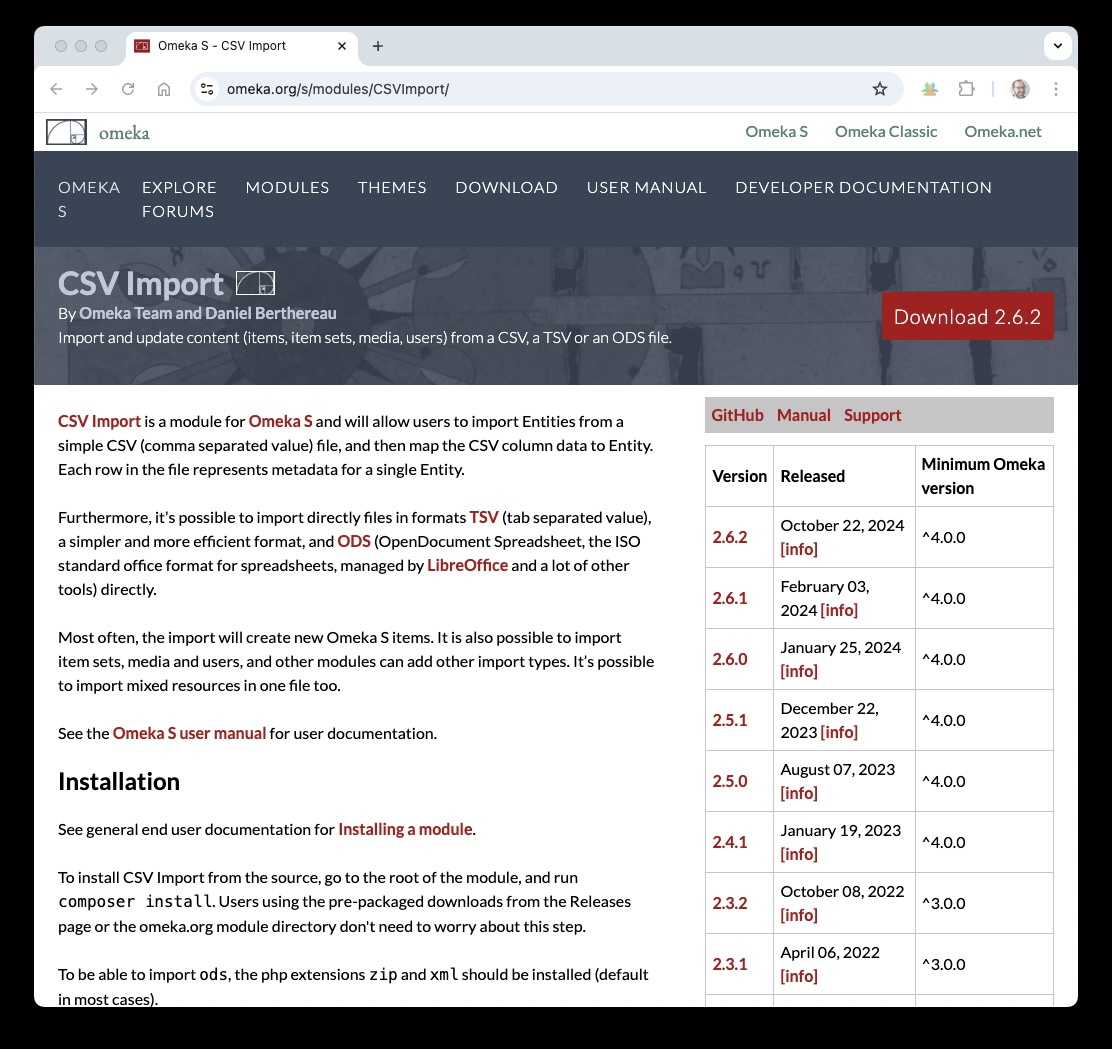 Omeka S - CSV Import
omeka.org/s/modules/CSVImport/
omeka
Omeka S Omeka Classic Omeka.net
OMEKA S
EXPLORE MODULES THEMES DOWNLOAD USER MANUAL DEVELOPER DOCUMENTATION
FORUMS
CSV Import
By Omeka Team and Daniel Berthereau
Import and update content (items, item sets, media, users) from a CSV, a TSV or an ODS file.
Download 2.6.2
CSV Import is a module for Omeka S and will allow users to import Entities from a
simple CSV (comma separated value) file, and then map the CSV column data to Entity.
Each row in the file represents metadata for a single Entity.
Furthermore, it’s possible to import directly files in formats TSV (tab separated value),
a simpler and more efficient format, and ODS (OpenDocument Spreadsheet, the ISO
standard office format for spreadsheets, managed by LibreOffice and a lot of other
tools) directly.
Most often, the import will create new Omeka S items. It is also possible to import
item sets, media and users, and other modules can add other import types. It’s possible
to import mixed resources in one file too.
See the Omeka S user manual for user documentation.
Installation
See general end user documentation for Installing a module.
To install CSV Import from the source, go to the root of the module, and run
composer install. Users using the pre-packaged downloads from the Releases
page or the omeka.org module directory don't need to worry about this step.
To be able to import ods, the php extensions zip and xml should be installed (default
in most cases).
GitHub Manual Support
Version Released Minimum Omeka
version
2.6.2 October 22, 2024 ^4.0.0
[info]
2.6.1 February 03, ^4.0.0
2024 [info]
2.6.0 January 25, 2024 ^4.0.0
[info]
2.5.1 December 22, ^4.0.0
2023 [info]
2.5.0 August 07, 2023 ^4.0.0
[info]
2.4.1 January 19, 2023 ^4.0.0
[info]
2.3.2 October 08, 2022 ^3.0.0
[info]
2.3.1 April 06, 2022 ^3.0.0
[info]